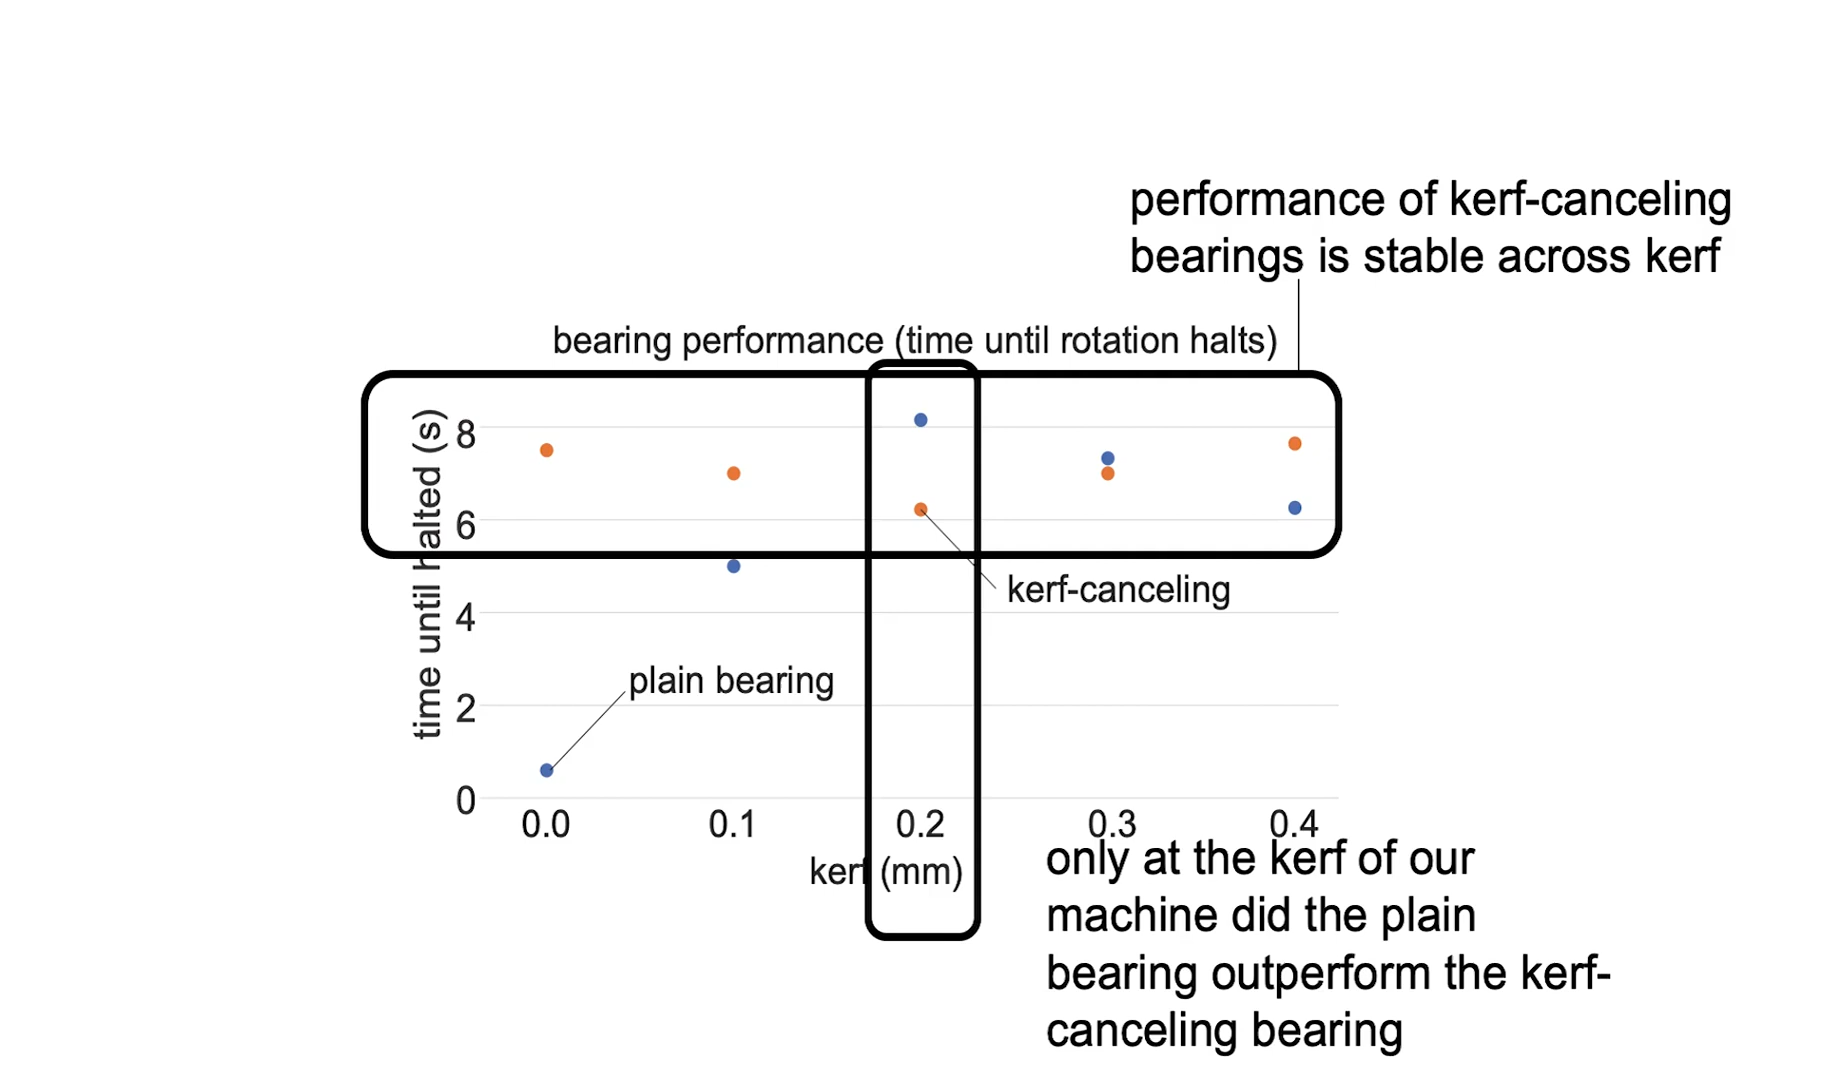 performance of kerf-canceling
bearings is stable across kerf
bearing performance (time until rotation halts)
time until halted (s)
8
6
4
2
0
kerf-canceling
plain bearing
0.0 0.1 0.2 0.3 0.4
kerf (mm)
only at the kerf of our
machine did the plain
bearing outperform the kerf-
canceling bearing